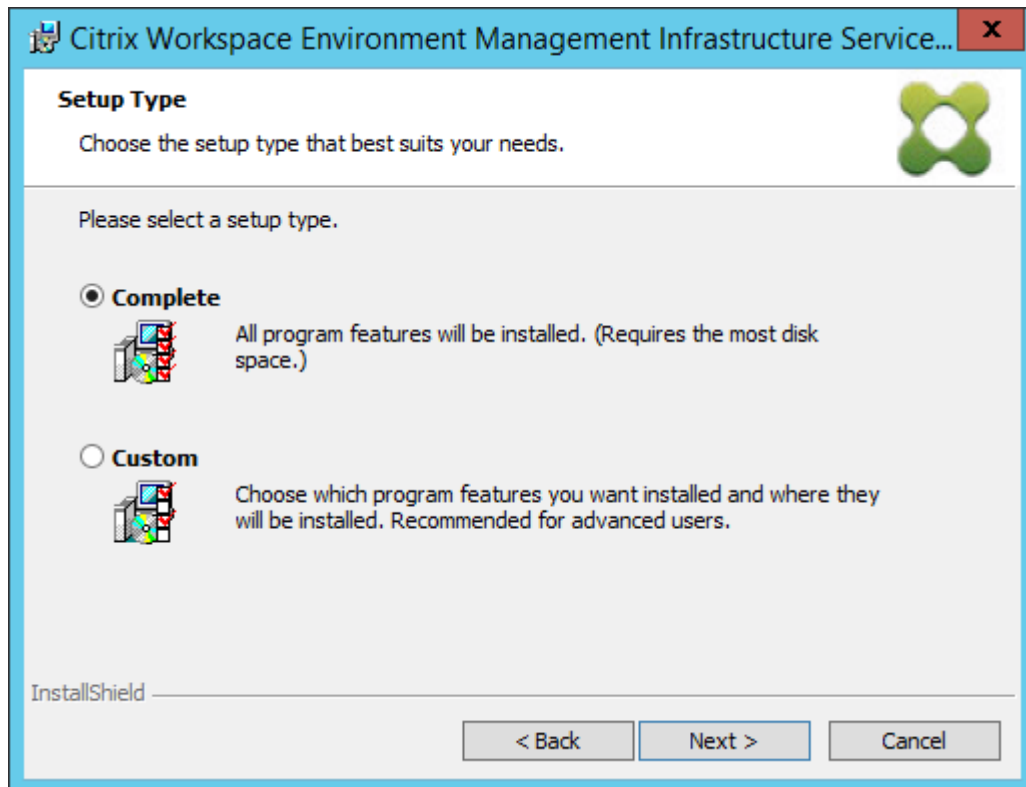 Citrix Workspace Environment Management Infrastructure Service...
x
Setup Type
Choose the setup type that best suits your needs.
Please select a setup type.
Complete
All program features will be installed. (Requires the most disk
space.)
Custom
Choose which program features you want installed and where they
will be installed. Recommended for advanced users.
InstallShield
< Back
Next >
Cancel